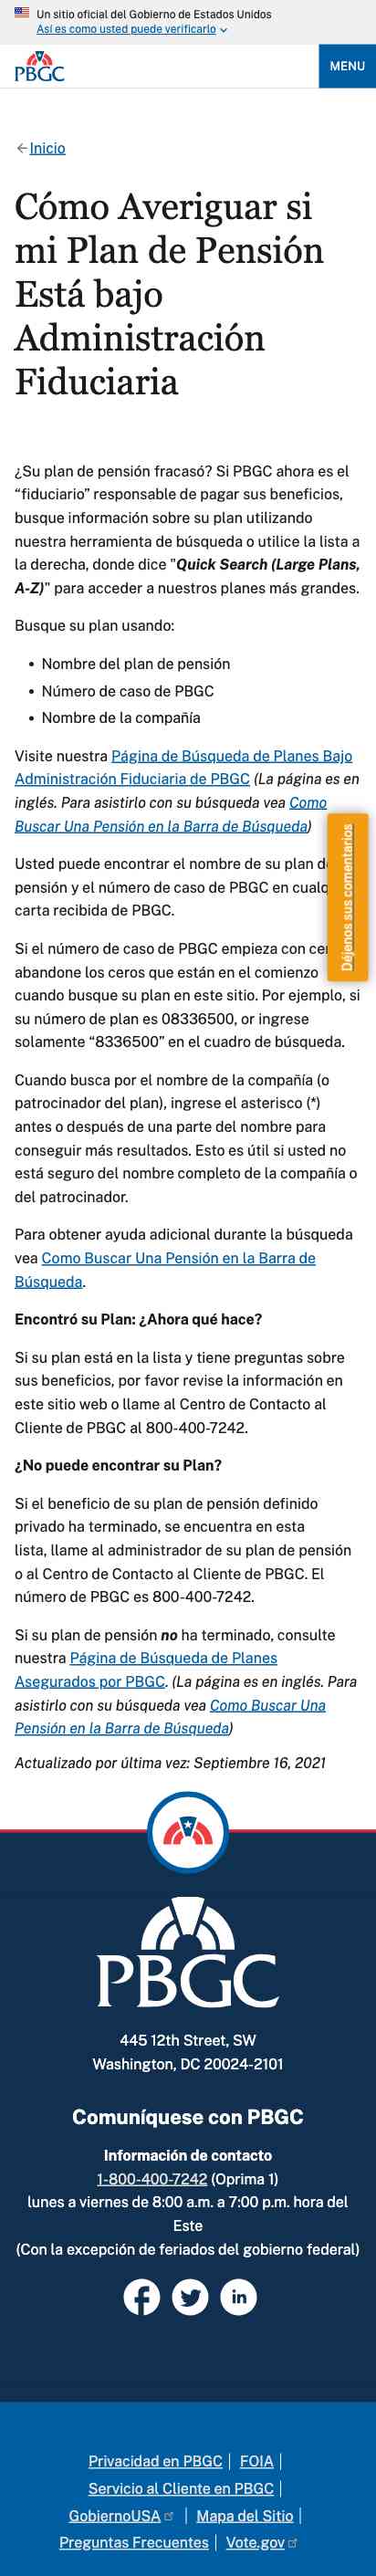 Un sitio oficial del Gobierno de Estados Unidos
Así es como usted puede verificarlo
PBGC
MENU
Inicio
Cómo Averiguar si
mi Plan de Pensión
Está bajo
Administración
Fiduciaria
¿Su plan de pensión fracasó? Si PBGC ahora es el
“fiduciario” responsable de pagar sus beneficios,
busque información sobre su plan utilizando
nuestra herramienta de búsqueda o utilice la lista a
la derecha, donde dice "Quick Search (Large Plans,
A-Z)" para acceder a nuestros planes más grandes.
Busque su plan usando:
• Nombre del plan de pensión
• Número de caso de PBGC
• Nombre de la compañía
Visite nuestra Página de Búsqueda de Planes Bajo
Administración Fiduciaria de PBGC (La página es en
inglés. Para asistirlo con su búsqueda vea Como
Buscar Una Pensión en la Barra de Búsqueda)
Déjenos sus comentarios
Usted puede encontrar el nombre de su plan de
pensión y el número de caso de PBGC en
carta recibida de PBGC.
Si el número de caso de PBGC empieza con
abandone los ceros que están en el comienzo
cuando busque su plan en este sitio. Por ejemplo, si
su número de plan es 08336500, or ingrese
solamente “8336500” en el cuadro de búsqueda.
Cuando busca por el nombre de la compañía (o
patrocinador del plan), ingrese el asterisco (*)
antes o después de una parte del nombre para
conseguir más resultados. Esto es útil si usted no
está seguro del nombre completo de la compañía o
del patrocinador.
Para obtener ayuda adicional durante la búsqueda
vea Como Buscar Una Pensión en la Barra de
Búsqueda.
Encontró su Plan: ¿Ahora qué hace?
Si su plan está en la lista y tiene preguntas sobre
sus beneficios, por favor revise la información en
este sitio web o llame al Centro de Contacto al
Cliente de PBGC al 800-400-7242.
¿No puede encontrar su Plan?
Si el beneficio de su plan de pensión definido
privado ha terminado, se encuentra en esta
lista, llame al administrador de su plan de pensión
o al Centro de Contacto al Cliente de PBGC. El
número de PBGC es 800-400-7242.
Si su plan de pensión no ha terminado, consulte
nuestra Página de Búsqueda de Planes
Asegurados por PBGC. (La página es en inglés. Para
asistirlo con su búsqueda vea Como Buscar Una
Pensión en la Barra de Búsqueda)
Actualizado por última vez: Septiembre 16, 2021
PBGC
445 12th Street, SW
Washington, DC 20024-2101
Comuníquese con PBGC
Información de contacto
1-800-400-7242 (Oprima 1)
lunes a viernes de 8:00 a.m. a 7:00 p.m. hora del
Este
(Con la excepción de feriados del gobierno federal)
Privacidad en PBGC | FOIA |
Servicio al Cliente en PBGC |
GobiernoUSA | Mapa del Sitio |
Preguntas Frecuentes | Vote.gov